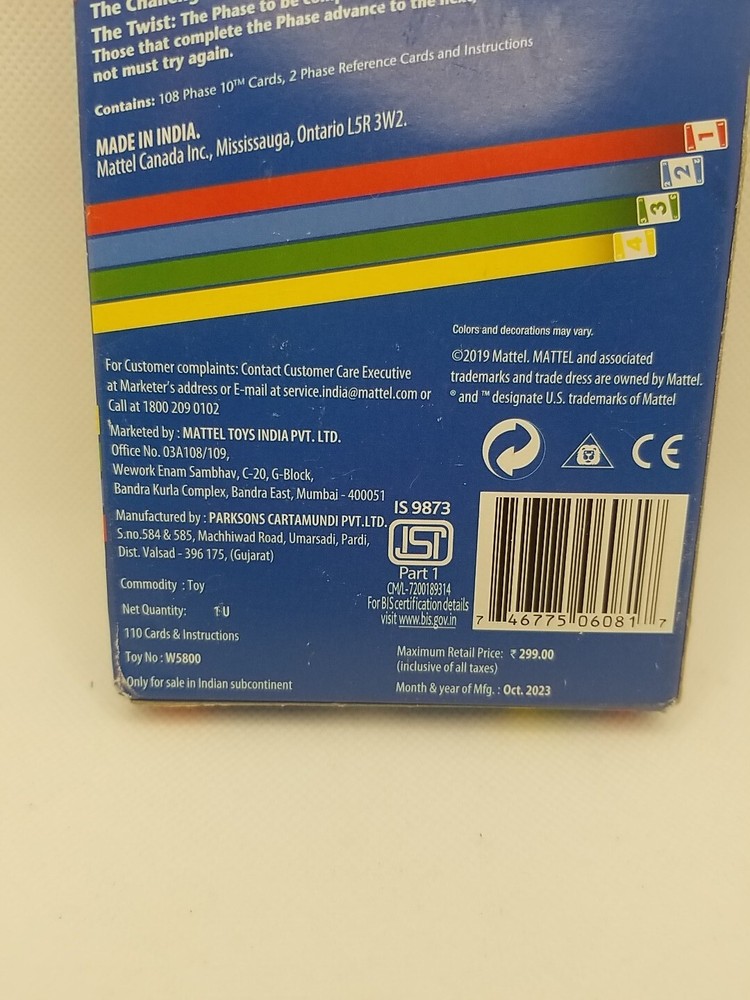 The
The Twist: The Phase to be
Those that complete the Phase advance to the next,
not must try again.
Contains: 108 Phase 10™ Cards, 2 Phase Reference Cards and Instructions
MADE IN INDIA.
Mattel Canada Inc., Mississauga, Ontario L5R 3W2.
1
2
3
4
Colors and decorations may vary.
©2019 Mattel. MATTEL and associated
trademarks and trade dress are owned by Mattel.
® and ™ designate U.S. trademarks of Mattel
For Customer complaints: Contact Customer Care Executive
at Marketer's address or E-mail at service.india@mattel.com or
Call at 1800 209 0102
Marketed by : MATTEL TOYS INDIA PVT. LTD.
Office No. 03A108/109,
Wework Enam Sambhav, C-20, G-Block,
Bandra Kurla Complex, Bandra East, Mumbai - 400051
Manufactured by : PARKSONS CARTAMUNDI PVT.LTD.
S.no.584 & 585, Machhiwad Road, Umarsadi, Pardi,
Dist. Valsad - 396 175, (Gujarat)
Commodity : Toy
Net Quantity: 1 U
110 Cards & Instructions
Toy No : W5800
Only for sale in Indian subcontinent
CE
IS 9873
ISI
Part 1
CM/L-7200189314
For BIS certification details
visit www.bis.gov.in
7 46775 06081 7
Maximum Retail Price: ₹ 299.00
(inclusive of all taxes)
Month & year of Mfg. : Oct. 2023